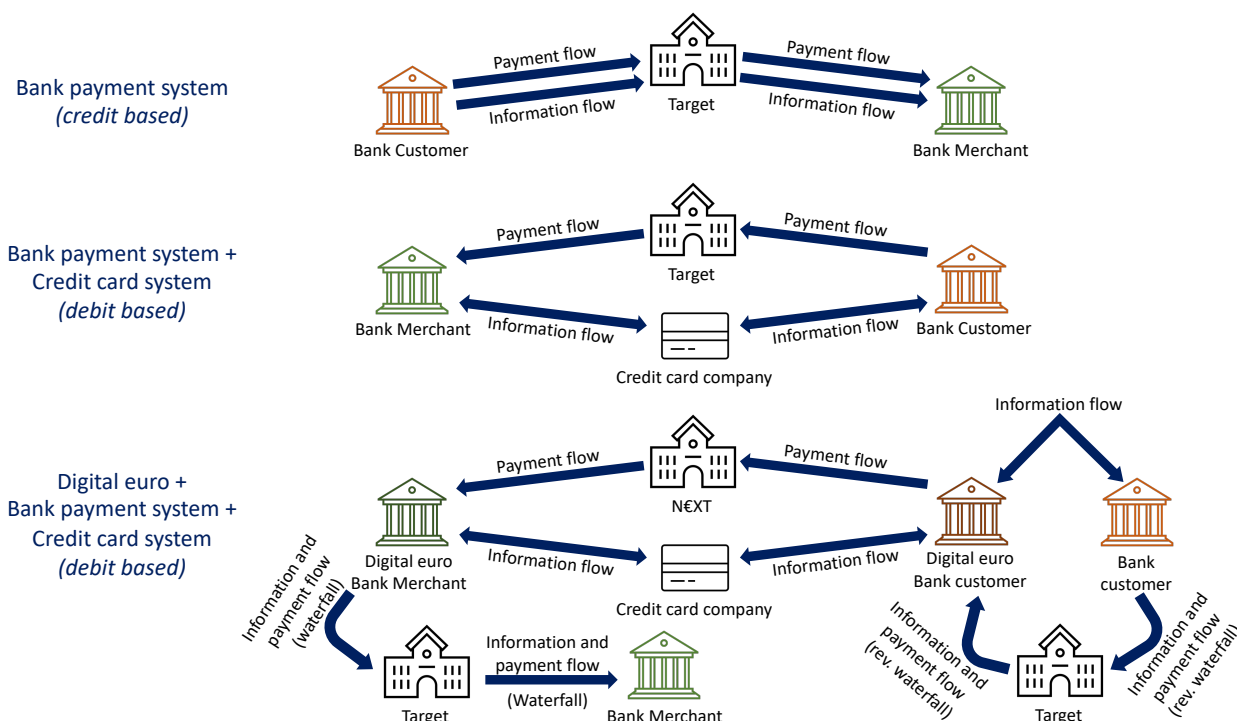 Bank payment system
(credit based)
Payment flow
Information flow
Bank Customer
Target
Payment flow
Information flow
Bank Merchant
Bank payment system +
Credit card system
(debit based)
Payment flow
Target
Payment flow
Bank Merchant
Information flow
Information flow
Bank Customer
Credit card company
Information flow
Digital euro +
Bank payment system +
Credit card system
(debit based)
Payment flow
N€XT
Payment flow
Digital euro
Bank Merchant
Information flow
Credit card company
Information flow
Digital euro
Bank customer
Bank
customer
Information and
payment flow
(waterfall)
Target
Information and
payment flow
(Waterfall)
Bank Merchant
Information and
payment flow
(rev. waterfall)
Target
Information and
payment flow
(rev. waterfall)